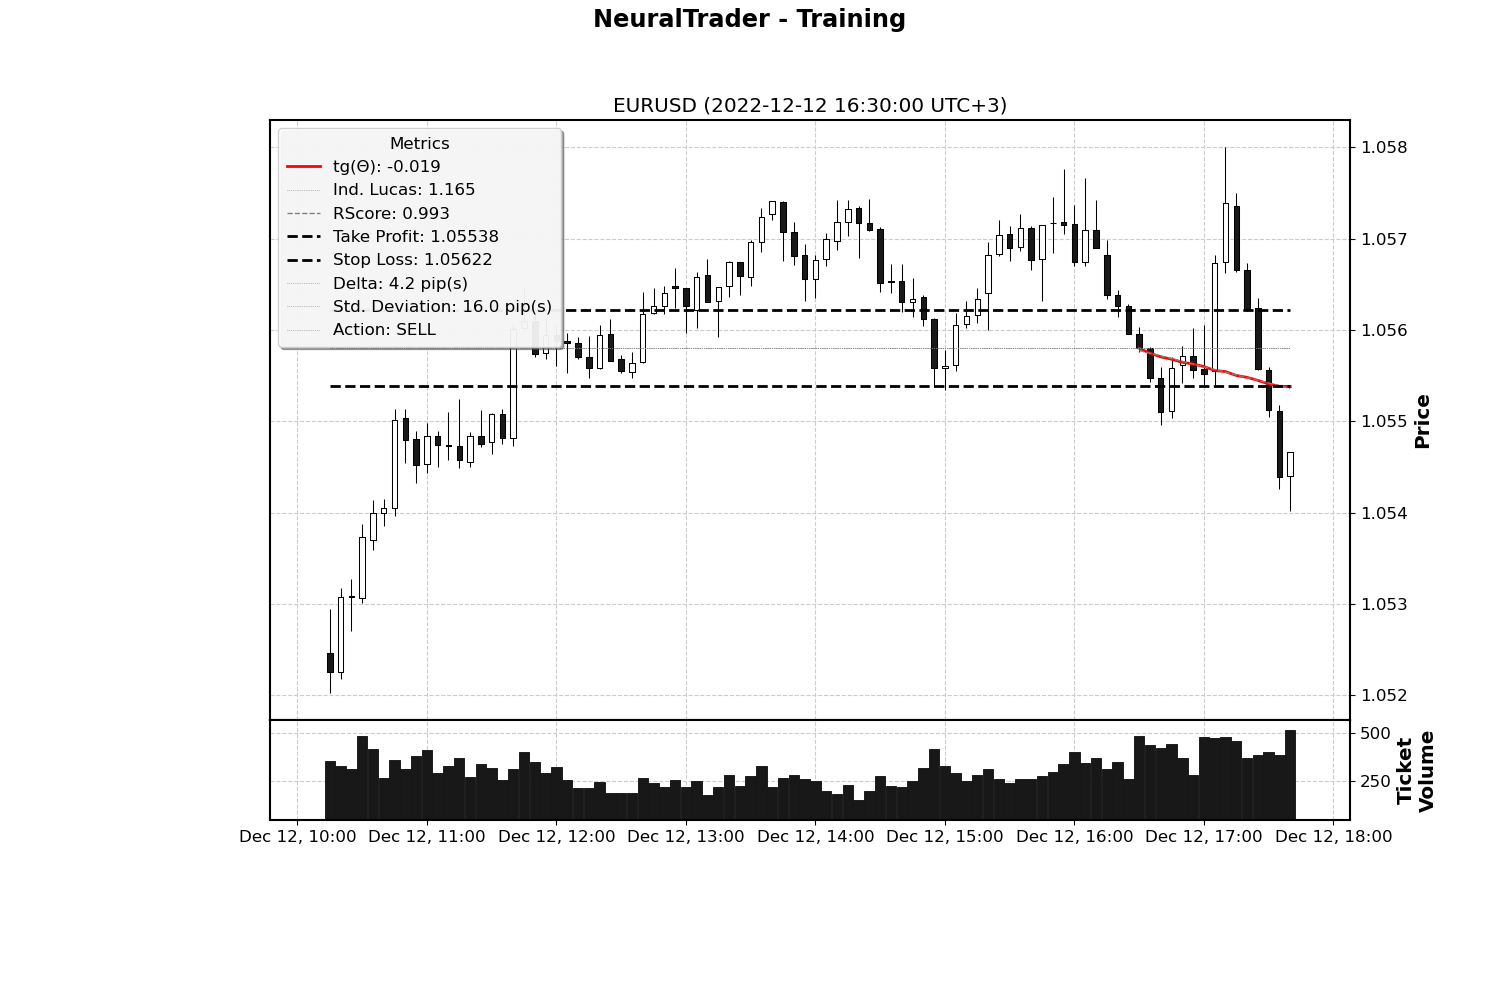 NeuralTrader - Training
EURUSD (2022-12-12 16:30:00 UTC+3)
Metrics
tg(Θ): -0.019
Ind. Lucas: 1.165
RScore: 0.993
Take Profit: 1.05538
Stop Loss: 1.05622
Delta: 4.2 pip(s)
Std. Deviation: 16.0 pip(s)
Action: SELL
1.058
1.057
1.056
1.055
1.054
1.053
1.052
Price
500
250
Ticket
Volume
Dec 12, 10:00 Dec 12, 11:00 Dec 12, 12:00 Dec 12, 13:00 Dec 12, 14:00 Dec 12, 15:00 Dec 12, 16:00 Dec 12, 17:00 Dec 12, 18:00